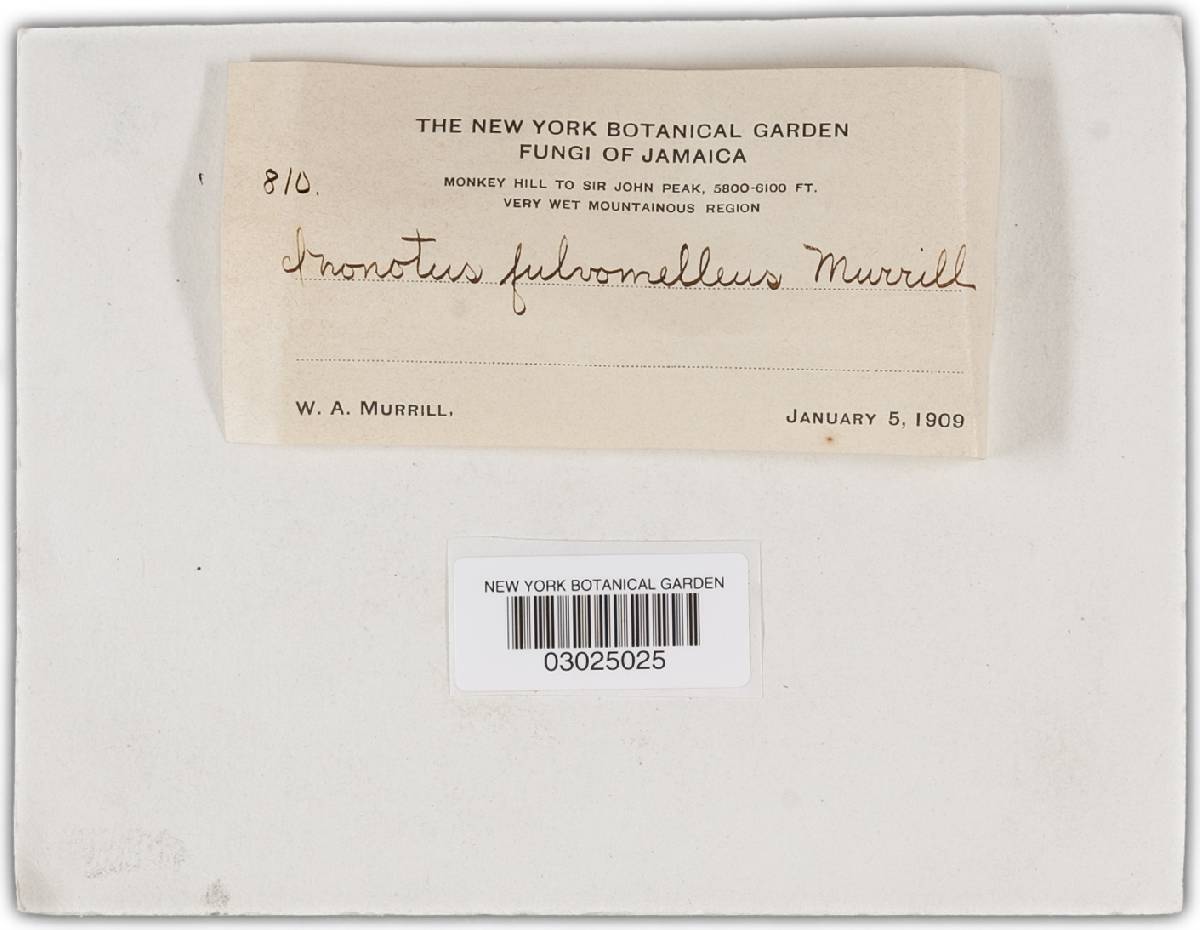 THE NEW YORK BOTANICAL GARDEN
FUNGI OF JAMAICA
810.
MONKEY HILL TO SIR JOHN PEAK, 5800-6100 FT.
VERY WET MOUNTAINOUS REGION
Inonotus fulvomelleus Murrill
W. A. MURRILL.
JANUARY 5, 1909
NEW YORK BOTANICAL GARDEN
03025025